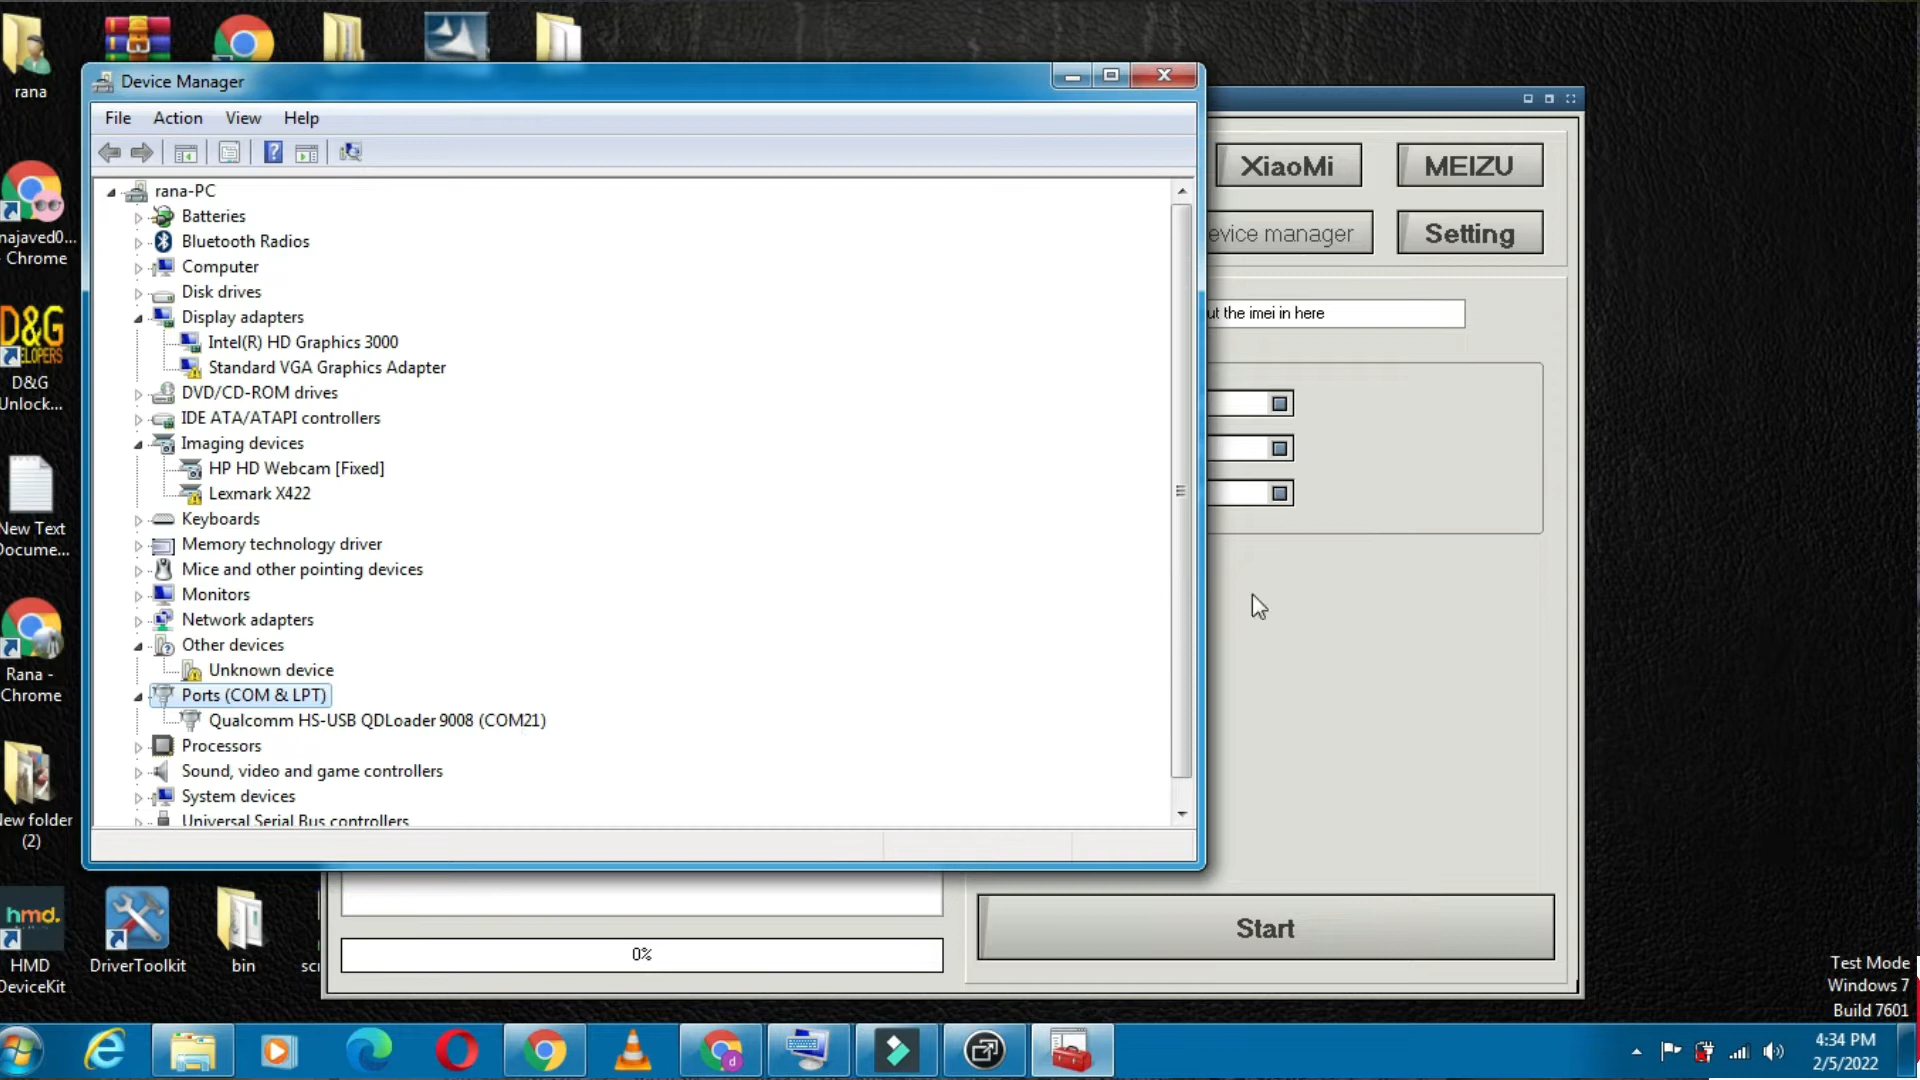 rana
Device Manager
File Action View Help
rana-PC
Batteries
Bluetooth Radios
Computer
Disk drives
Display adapters
Intel(R) HD Graphics 3000
Standard VGA Graphics Adapter
DVD/CD-ROM drives
IDE ATA/ATAPI controllers
Imaging devices
HP HD Webcam [Fixed]
Lexmark X422
Keyboards
Memory technology driver
Mice and other pointing devices
Monitors
Network adapters
Other devices
Unknown device
Ports (COM & LPT)
Qualcomm HS-USB QDLoader 9008 (COM21)
Processors
Sound, video and game controllers
System devices
Universal Serial Bus controllers
XiaoMi
MEIZU
evice manager
Setting
ut the imei in here
Start
0%
najaved0...
- Chrome
D&G
ELOPERS
D&G
Unlock...
New Text
Docume...
Rana -
Chrome
New folder
(2)
hmd.
HMD
DeviceKit
DriverToolkit
bin
scr
d
Test Mode
Windows 7
Build 7601
4:34 PM
2/5/2022